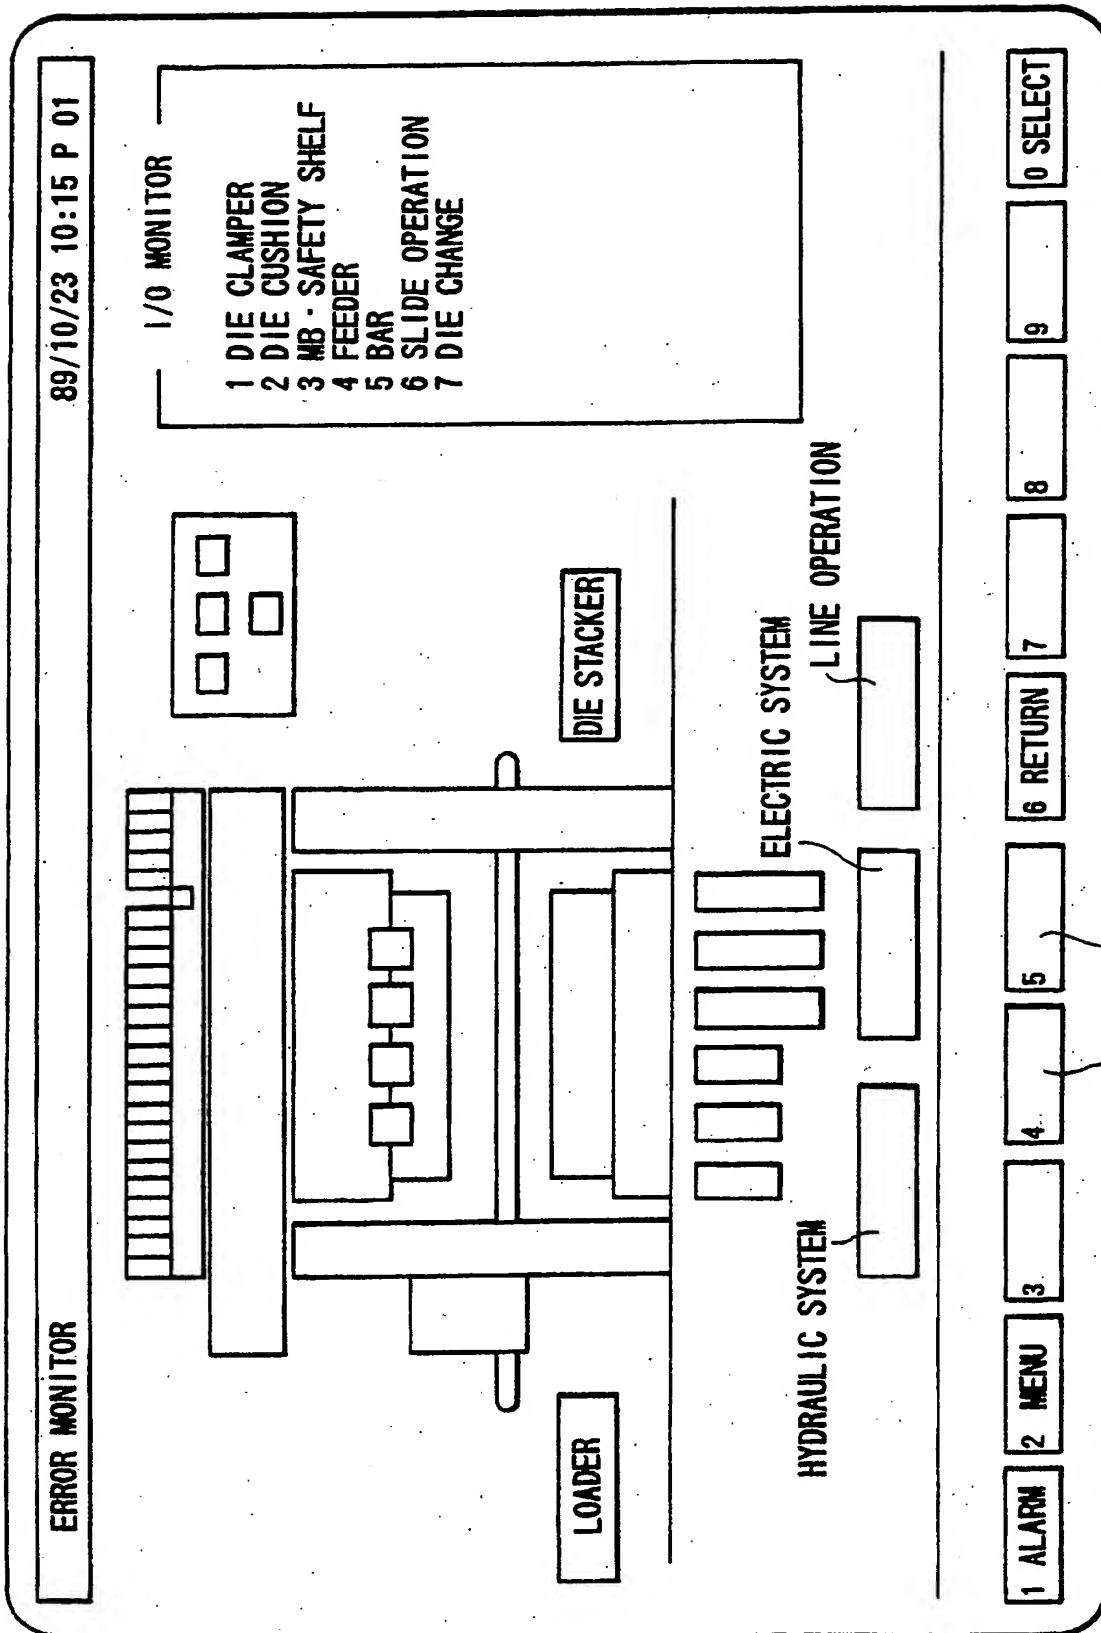 ERROR MONITOR
89/10/23 10:15 P 01
I/O MONITOR
1 DIE CLAMPER
2 DIE CUSHION
3 MB·SAFETY SHELF
4 FEEDER
5 BAR
6 SLIDE OPERATION
7 DIE CHANGE
LOADER
DIE STACKER
HYDRAULIC SYSTEM
ELECTRIC SYSTEM
LINE OPERATION
1 ALARM
2 MENU
3
4
5
6 RETURN
7
8
9
0 SELECT